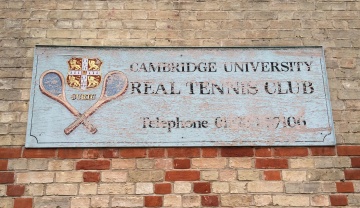 CAMBRIDGE UNIVERSITY
REAL TENNIS CLUB
Telephone